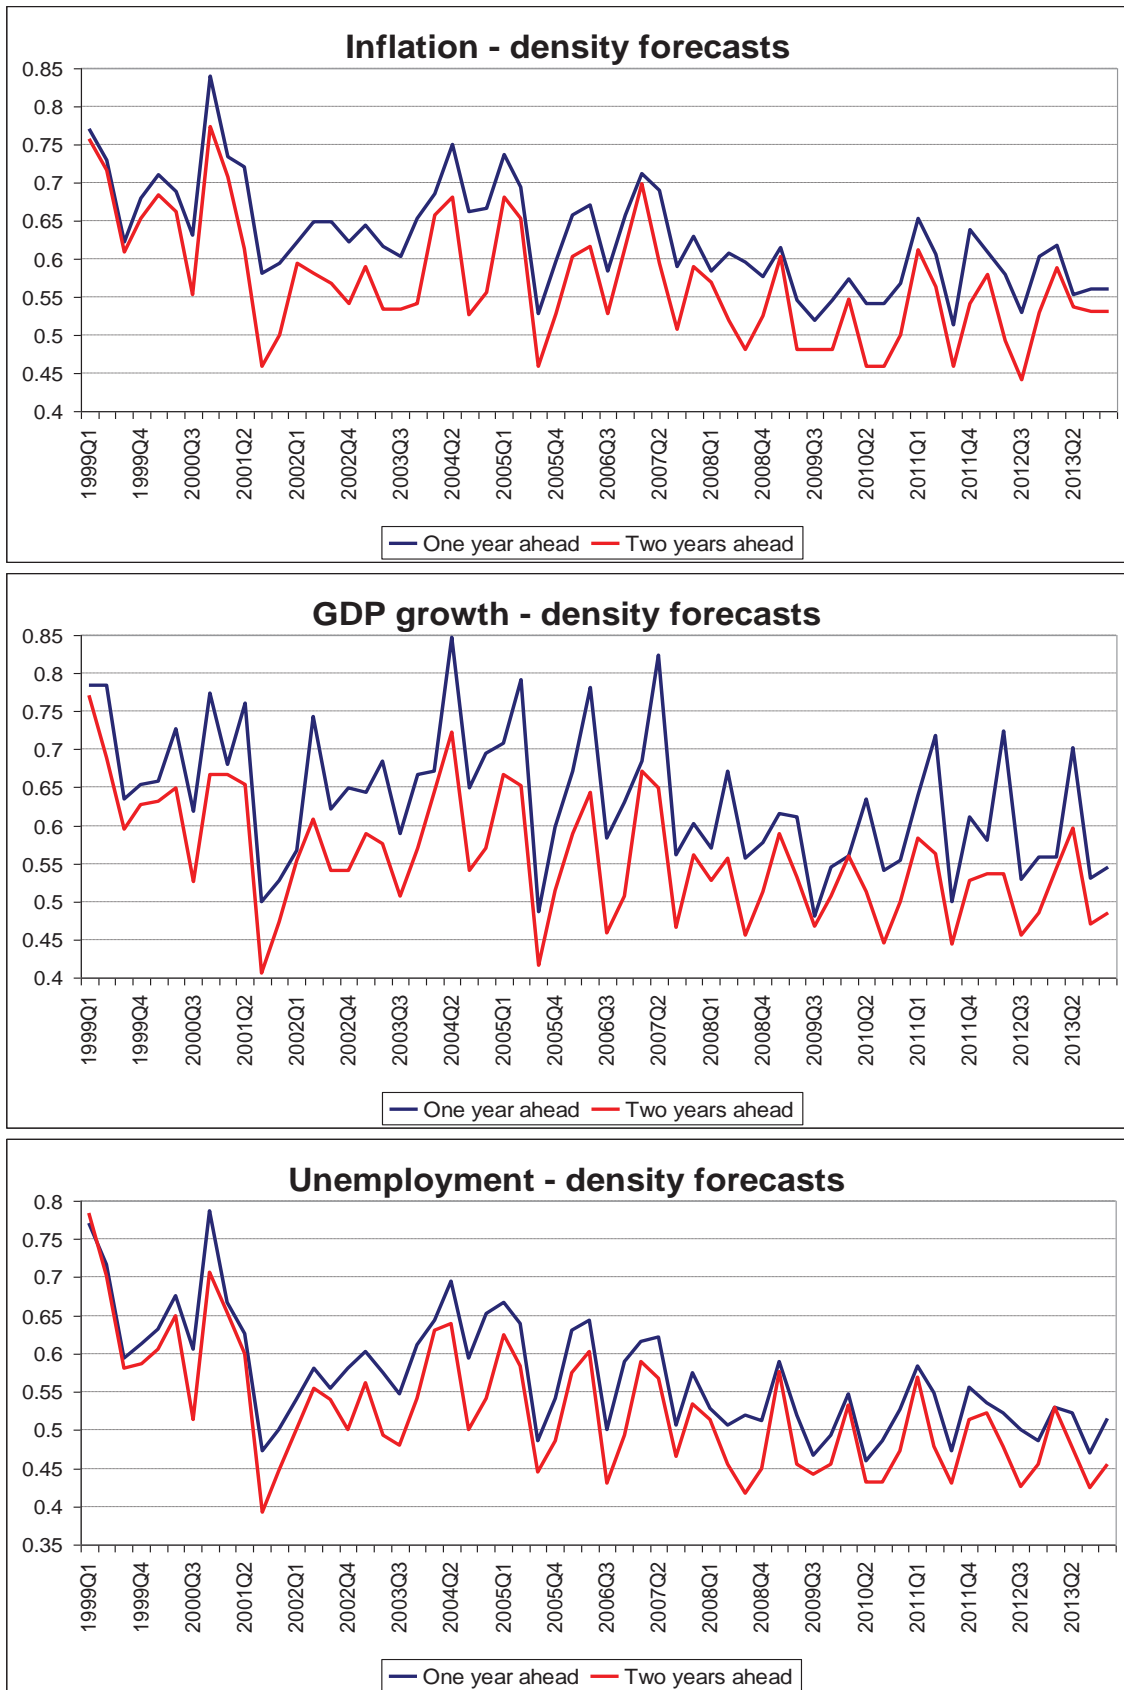 Inflation - density forecasts
0.85
0.8
0.75
0.7
0.65
0.6
0.55
0.5
0.45
0.4
1999Q1
1999Q4
2000Q3
2001Q2
2002Q1
2002Q4
2003Q3
2004Q2
2005Q1
2005Q4
2006Q3
2007Q2
2008Q1
2008Q4
2009Q3
2010Q2
2011Q1
2011Q4
2012Q3
2013Q2
One year ahead Two years ahead
GDP growth - density forecasts
0.85
0.8
0.75
0.7
0.65
0.6
0.55
0.5
0.45
0.4
1999Q1
1999Q4
2000Q3
2001Q2
2002Q1
2002Q4
2003Q3
2004Q2
2005Q1
2005Q4
2006Q3
2007Q2
2008Q1
2008Q4
2009Q3
2010Q2
2011Q1
2011Q4
2012Q3
2013Q2
One year ahead Two years ahead
Unemployment - density forecasts
0.8
0.75
0.7
0.65
0.6
0.55
0.5
0.45
0.4
0.35
1999Q1
1999Q4
2000Q3
2001Q2
2002Q1
2002Q4
2003Q3
2004Q2
2005Q1
2005Q4
2006Q3
2007Q2
2008Q1
2008Q4
2009Q3
2010Q2
2011Q1
2011Q4
2012Q3
2013Q2
One year ahead Two years ahead